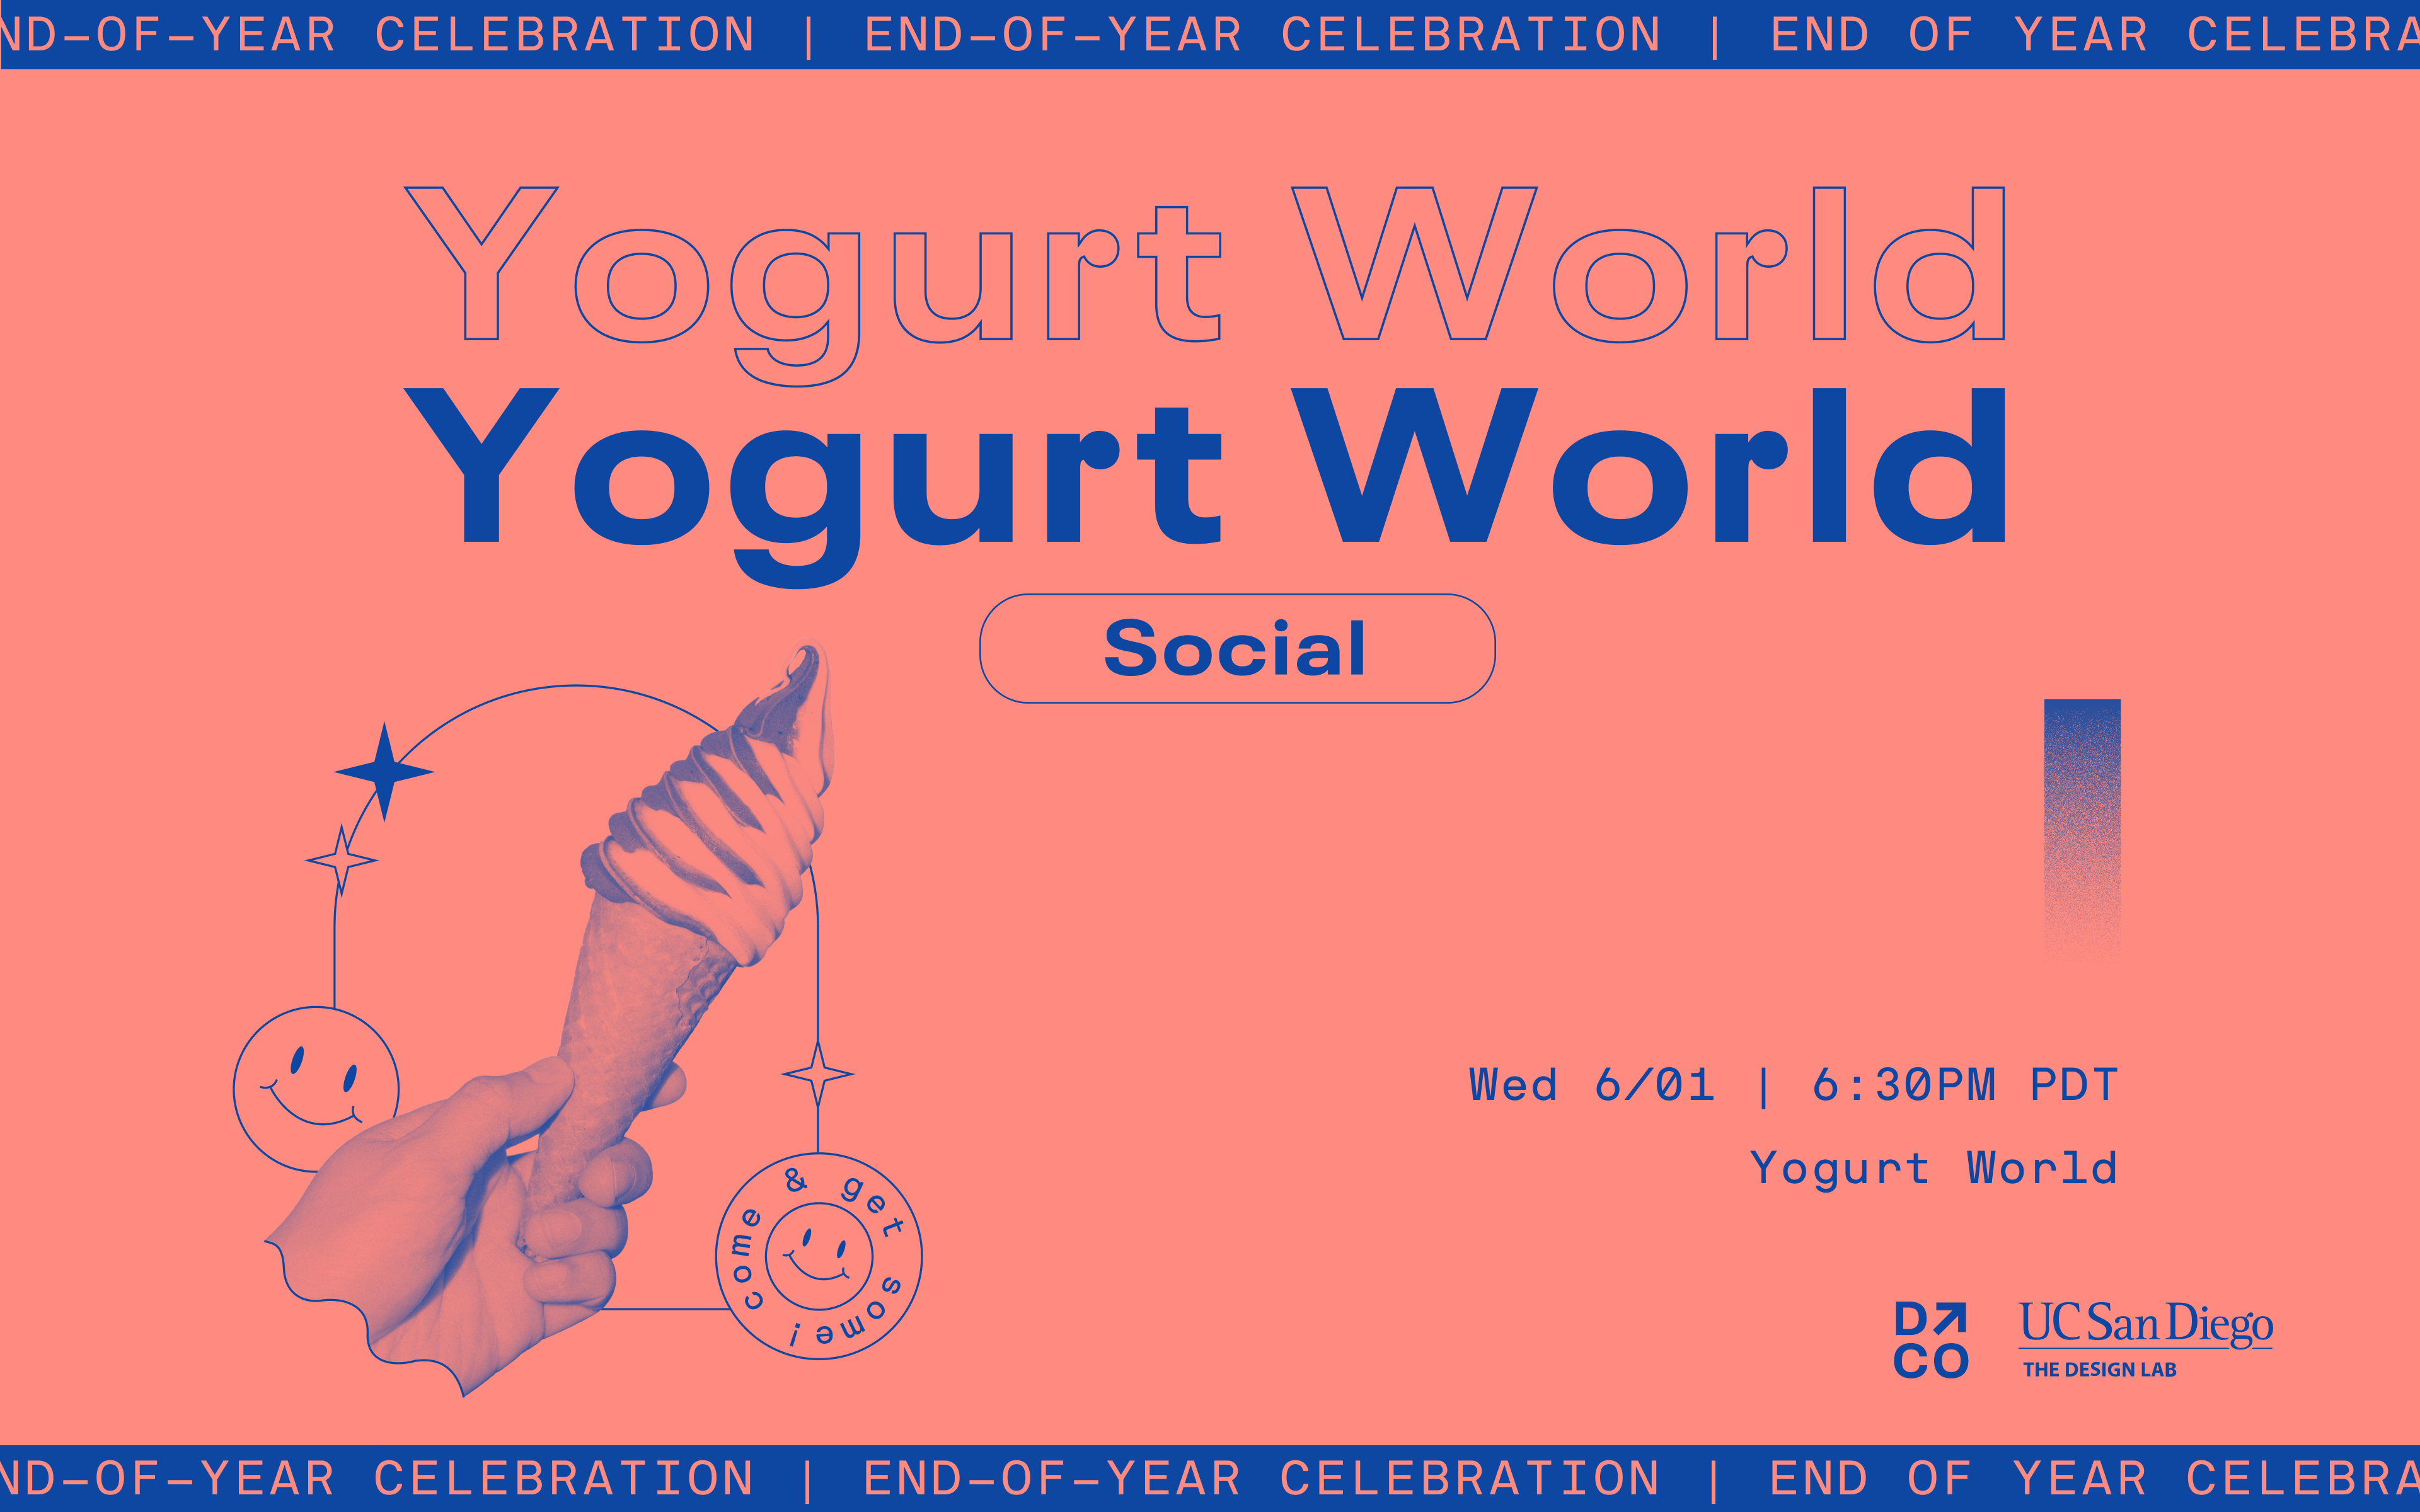 ND-OF-YEAR CELEBRATION | END-OF-YEAR CELEBRATION | END OF YEAR CELEBRA
Yogurt World
Yogurt World
Social
come & get some!
Wed 6/01 | 6:30PM PDT
Yogurt World
D↗
CO
UC San Diego
THE DESIGN LAB
ND-OF-YEAR CELEBRATION | END-OF-YEAR CELEBRATION | END OF YEAR CELEBRA